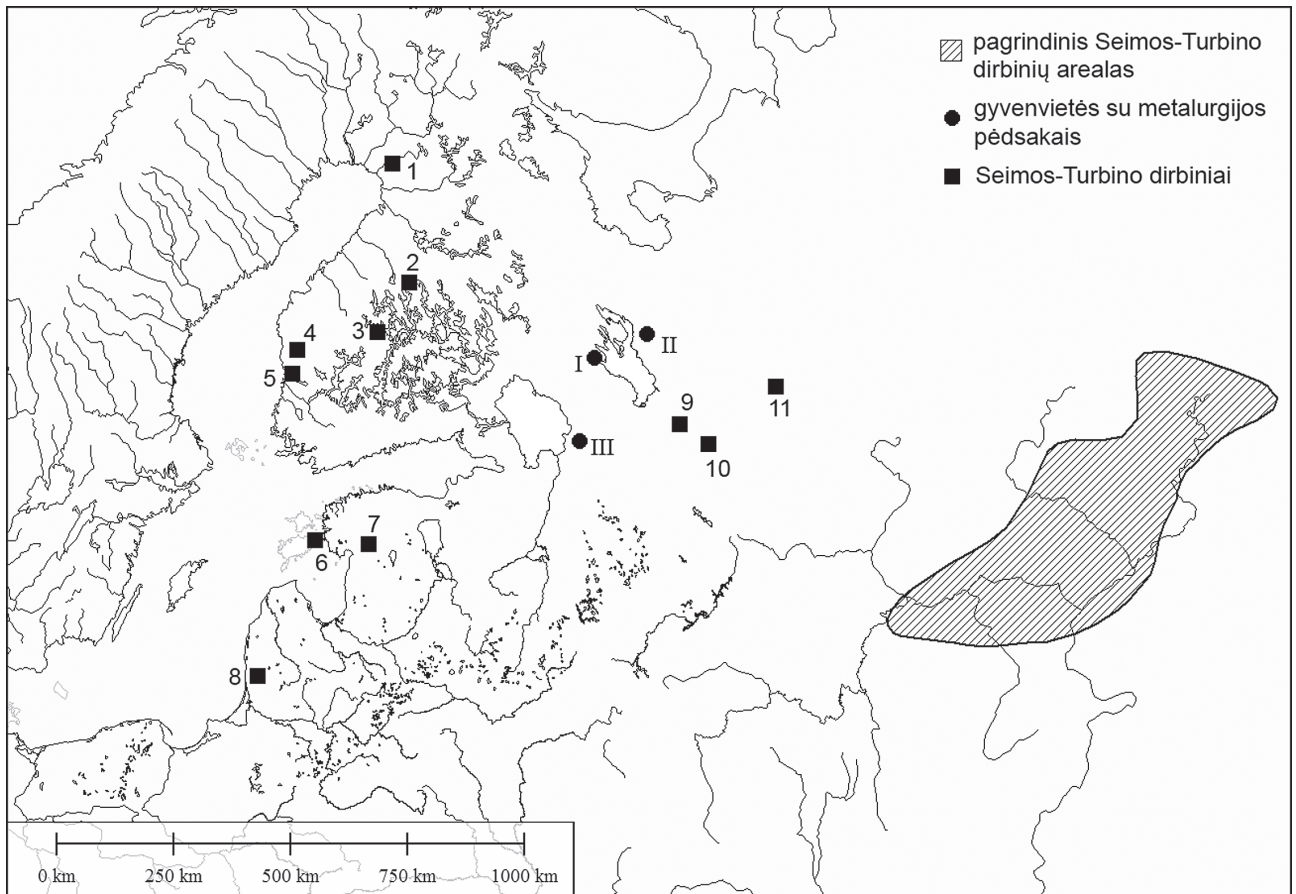 pagrindinis Seimos-Turbino
dirbinių arealas
gyvenvietės su metalurgijos
pėdsakais
Seimos-Turbino dirbiniai
1
2
3
4
5
I
II
9
11
10
III
7
6
8
0 km 250 km 500 km 750 km 1000 km